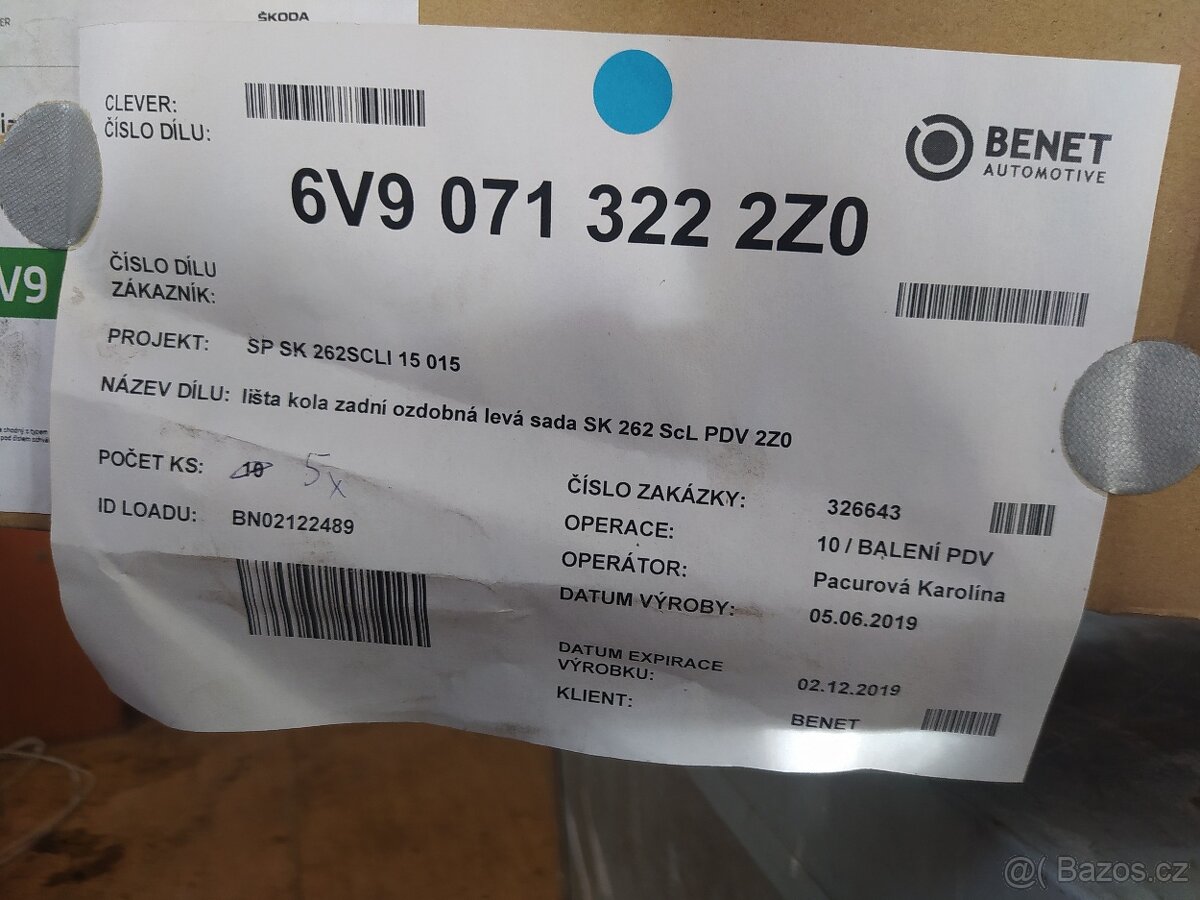 ŠKODA
CLEVER:
ČÍSLO DÍLU:
BENET
AUTOMOTIVE
6V9 071 322 2Z0
V9
ČÍSLO DÍLU
ZÁKAZNÍK:
PROJEKT: SP SK 262SCLI 15 015
NÁZEV DÍLU: lišta kola zadní ozdobná levá sada SK 262 ScL PDV 2Z0
POČET KS: 10 5x
ID LOADU: BN02122489
ČÍSLO ZAKÁZKY: 326643
OPERACE: 10 / BALENÍ PDV
OPERÁTOR: Pacurová Karolína
DATUM VÝROBY: 05.06.2019
DATUM EXPIRACE
VÝROBKU: 02.12.2019
KLIENT: BENET
@( Bazos.cz